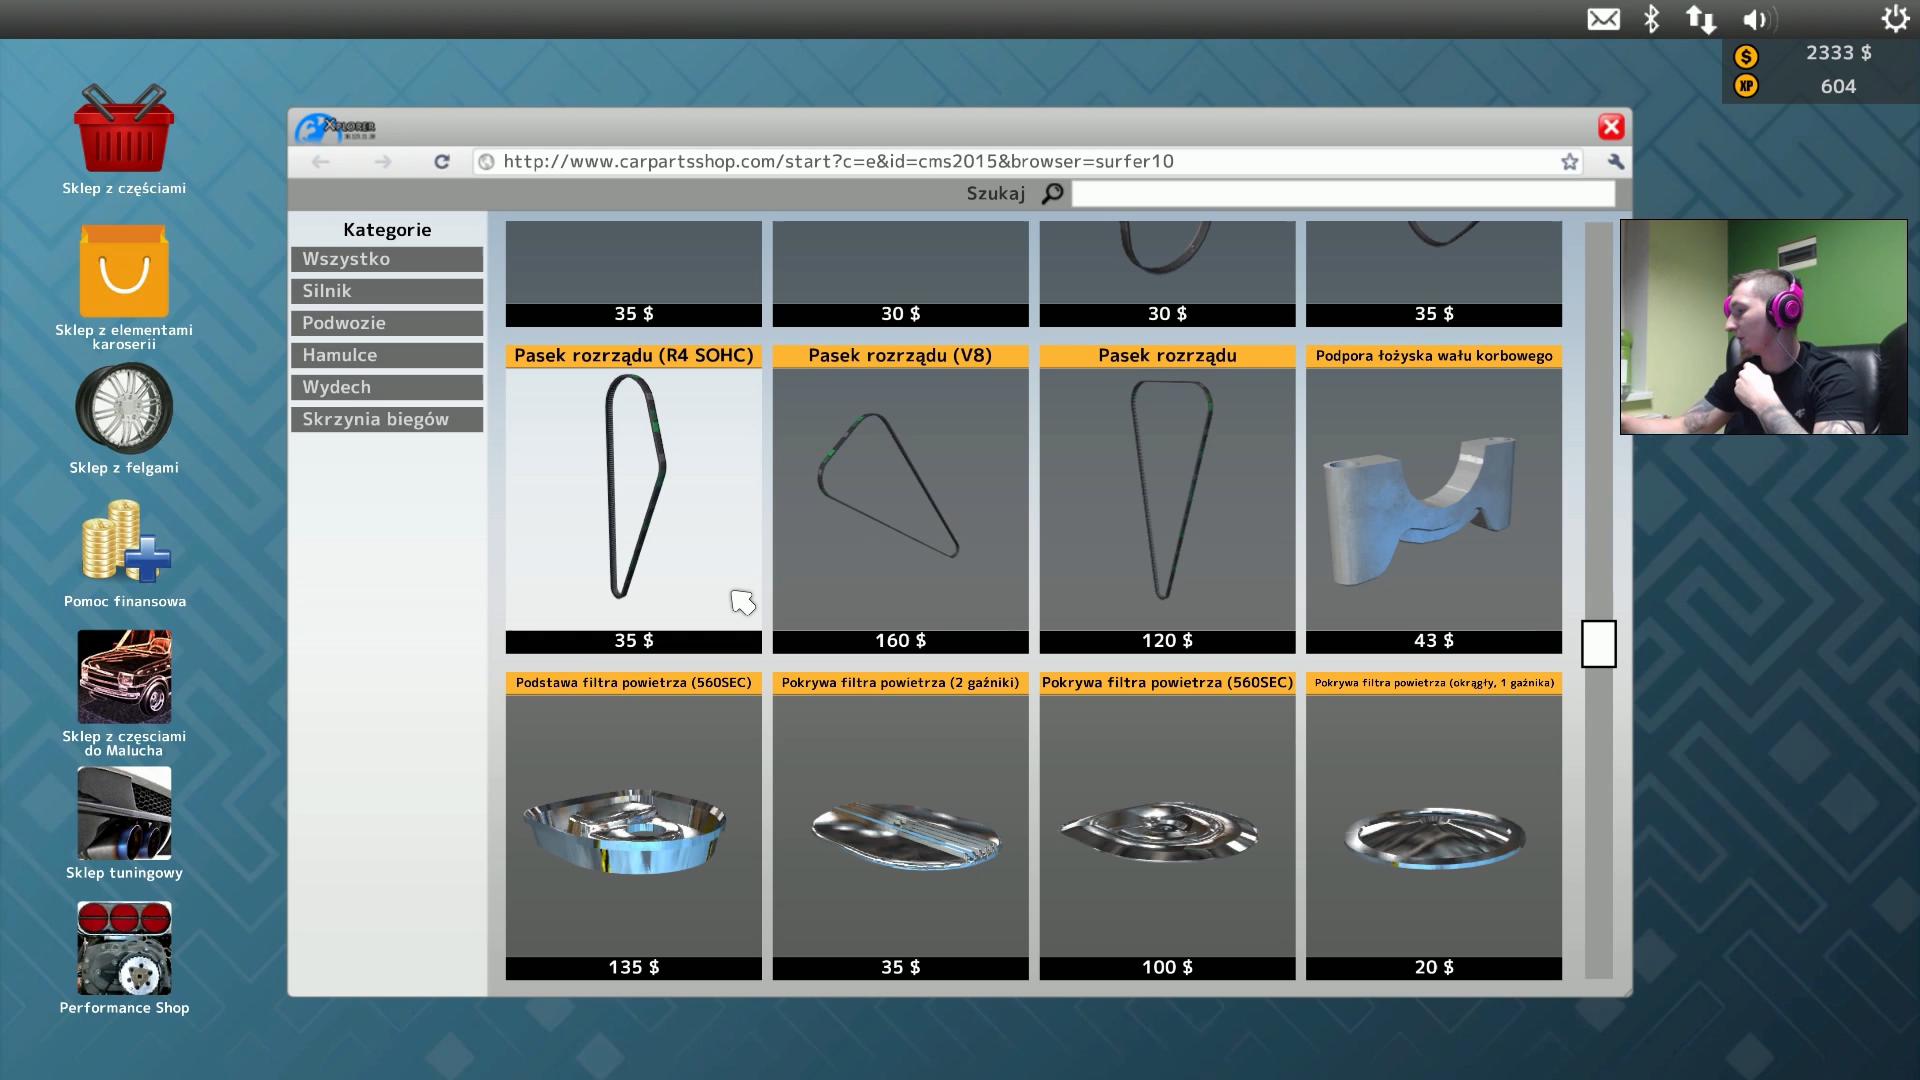 2333 $
XP
604
XPLORER
http://www.carpartsshop.com/start?c=e&id=cms2015&browser=surfer10
Szukaj
Kategorie
Wszystko
Silnik
Podwozie
Hamulce
Wydech
Skrzynia biegów
35 $
30 $
30 $
35 $
Pasek rozrządu (R4 SOHC)
Pasek rozrządu (V8)
Pasek rozrządu
Podpora łożyska wału korbowego
35 $
160 $
120 $
43 $
Podstawa filtra powietrza (560SEC)
Pokrywa filtra powietrza (2 gaźniki)
Pokrywa filtra powietrza (560SEC)
Pokrywa filtra powietrza (okrągły, 1 gaźnika)
135 $
35 $
100 $
20 $
Sklep z częściami
Sklep z elementami
karoserii
Sklep z felgami
Pomoc finansowa
Sklep z częsciami
do Malucha
Sklep tuningowy
Performance Shop